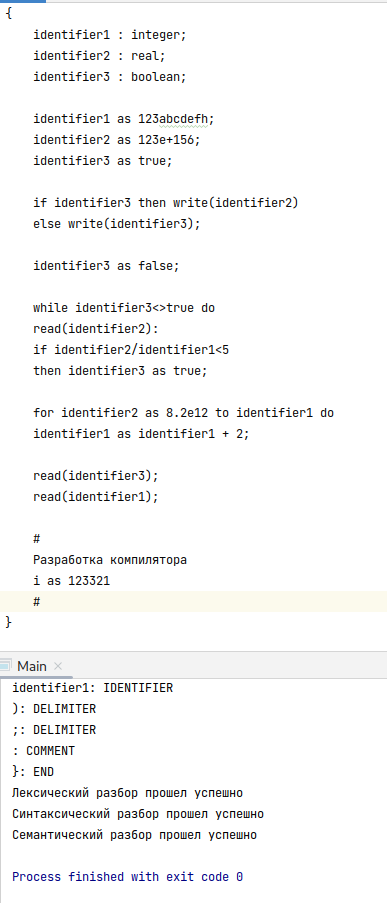 {
identifier1 : integer;
identifier2 : real;
identifier3 : boolean;
identifier1 as 123abcdefh;
identifier2 as 123e+156;
identifier3 as true;
if identifier3 then write(identifier2)
else write(identifier3);
identifier3 as false;
while identifier3<>true do
read(identifier2):
if identifier2/identifier1<5
then identifier3 as true;
for identifier2 as 8.2e12 to identifier1 do
identifier1 as identifier1 + 2;
read(identifier3);
read(identifier1);
#
Разработка компилятора
i as 123321
#
}
Main
identifier1: IDENTIFIER
): DELIMITER
;: DELIMITER
: COMMENT
}: END
Лексический разбор прошел успешно
Синтаксический разбор прошел успешно
Семантический разбор прошел успешно
Process finished with exit code 0